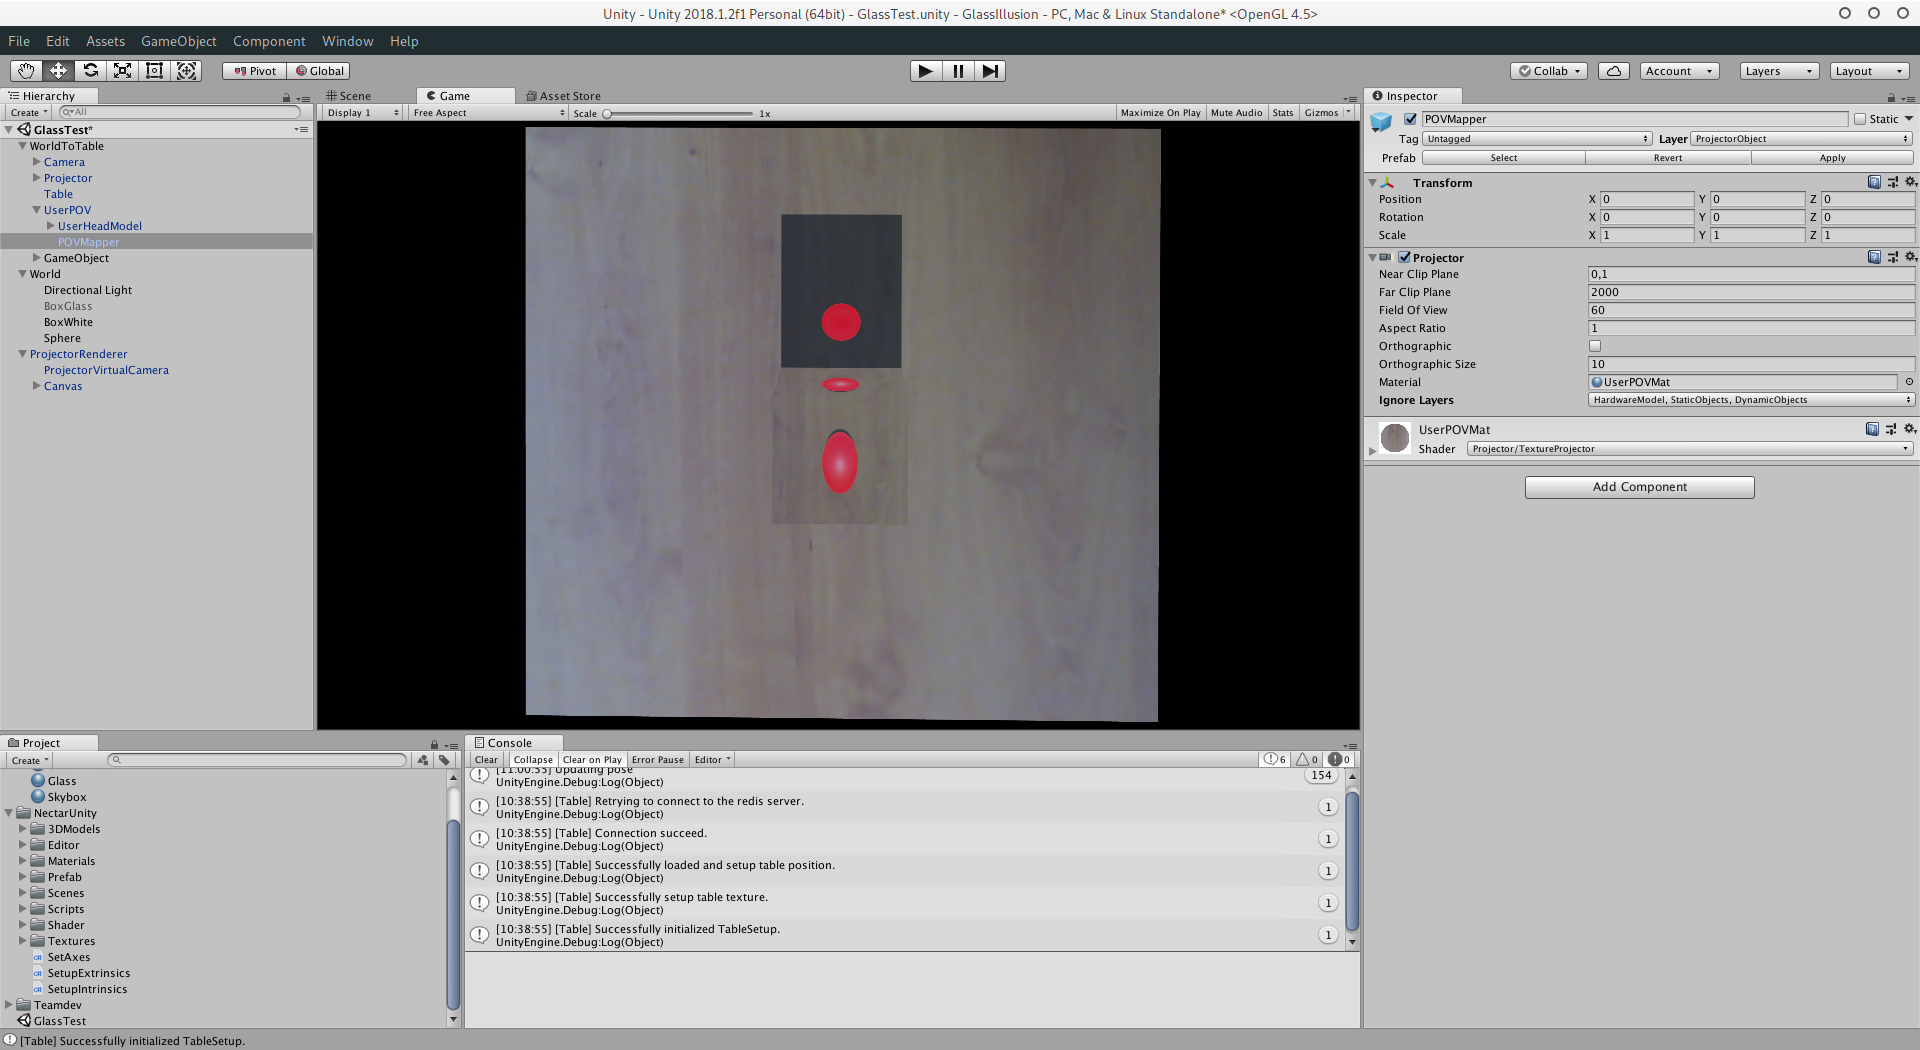 Unity - Unity 2018.1.2f1 Personal (64bit) - GlassTest.unity - GlassIllusion - PC, Mac & Linux Standalone* <OpenGL 4.5>
File Edit Assets GameObject Component Window Help
Pivot Global Collab Account Layers Layout
Hierarchy
Create All
GlassTest*
WorldToTable
Camera
Projector
Table
UserPOV
UserHeadModel
POVMapper
GameObject
World
Directional Light
BoxGlass
BoxWhite
Sphere
ProjectorRenderer
ProjectorVirtualCamera
Canvas
Scene Game Asset Store
Display 1 Free Aspect Scale 1x Maximize On Play Mute Audio Stats Gizmos
Inspector
POVMapper Static
Tag Untagged Layer ProjectorObject
Prefab Select Revert Apply
Transform
Position X 0 Y 0 Z 0
Rotation X 0 Y 0 Z 0
Scale X 1 Y 1 Z 1
Projector
Near Clip Plane 0,1
Far Clip Plane 2000
Field Of View 60
Aspect Ratio 1
Orthographic
Orthographic Size 10
Material UserPOVMat
Ignore Layers HardwareModel, StaticObjects, DynamicObjects
UserPOVMat
Shader Projector/TextureProjector
Add Component
Project
Create
Glass
Skybox
NectarUnity
3DModels
Editor
Materials
Prefab
Scenes
Scripts
Shader
Textures
SetAxes
SetupExtrinsics
SetupIntrinsics
Teamdev
GlassTest
Console
Clear Collapse Clear on Play Error Pause Editor 6 0 0
[11:00:55] Updating pose
UnityEngine.Debug:Log(Object) 154
[10:38:55] [Table] Retrying to connect to the redis server.
UnityEngine.Debug:Log(Object) 1
[10:38:55] [Table] Connection succeed.
UnityEngine.Debug:Log(Object) 1
[10:38:55] [Table] Successfully loaded and setup table position.
UnityEngine.Debug:Log(Object) 1
[10:38:55] [Table] Successfully setup table texture.
UnityEngine.Debug:Log(Object) 1
[10:38:55] [Table] Successfully initialized TableSetup.
UnityEngine.Debug:Log(Object) 1
[Table] Successfully initialized TableSetup.